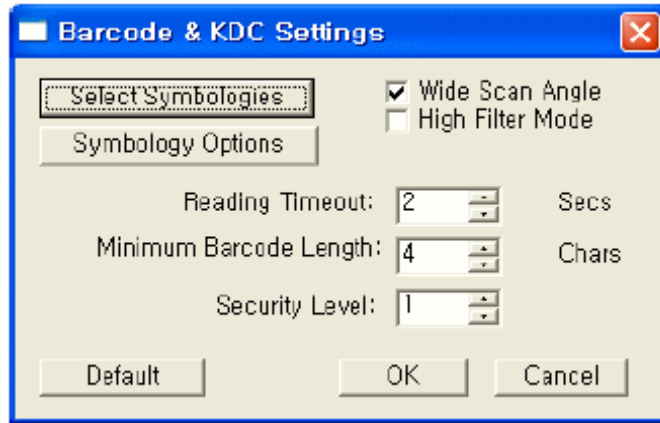 Barcode & KDC Settings
Select Symbologies
Wide Scan Angle
High Filter Mode
Symbology Options
Reading Timeout: 2 Secs
Minimum Barcode Length: 4 Chars
Security Level: 1
Default OK Cancel